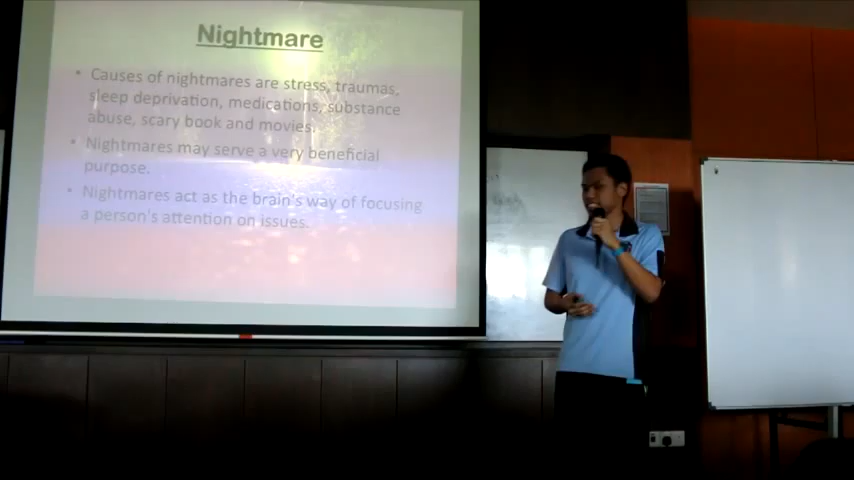 Nightmare
• Causes of nightmares are stress, traumas,
sleep deprivation, medications, substance
abuse, scary book and movies.
• Nightmares may serve a very beneficial
purpose.
• Nightmares act as the brain's way of focusing
a person's attention on issues.